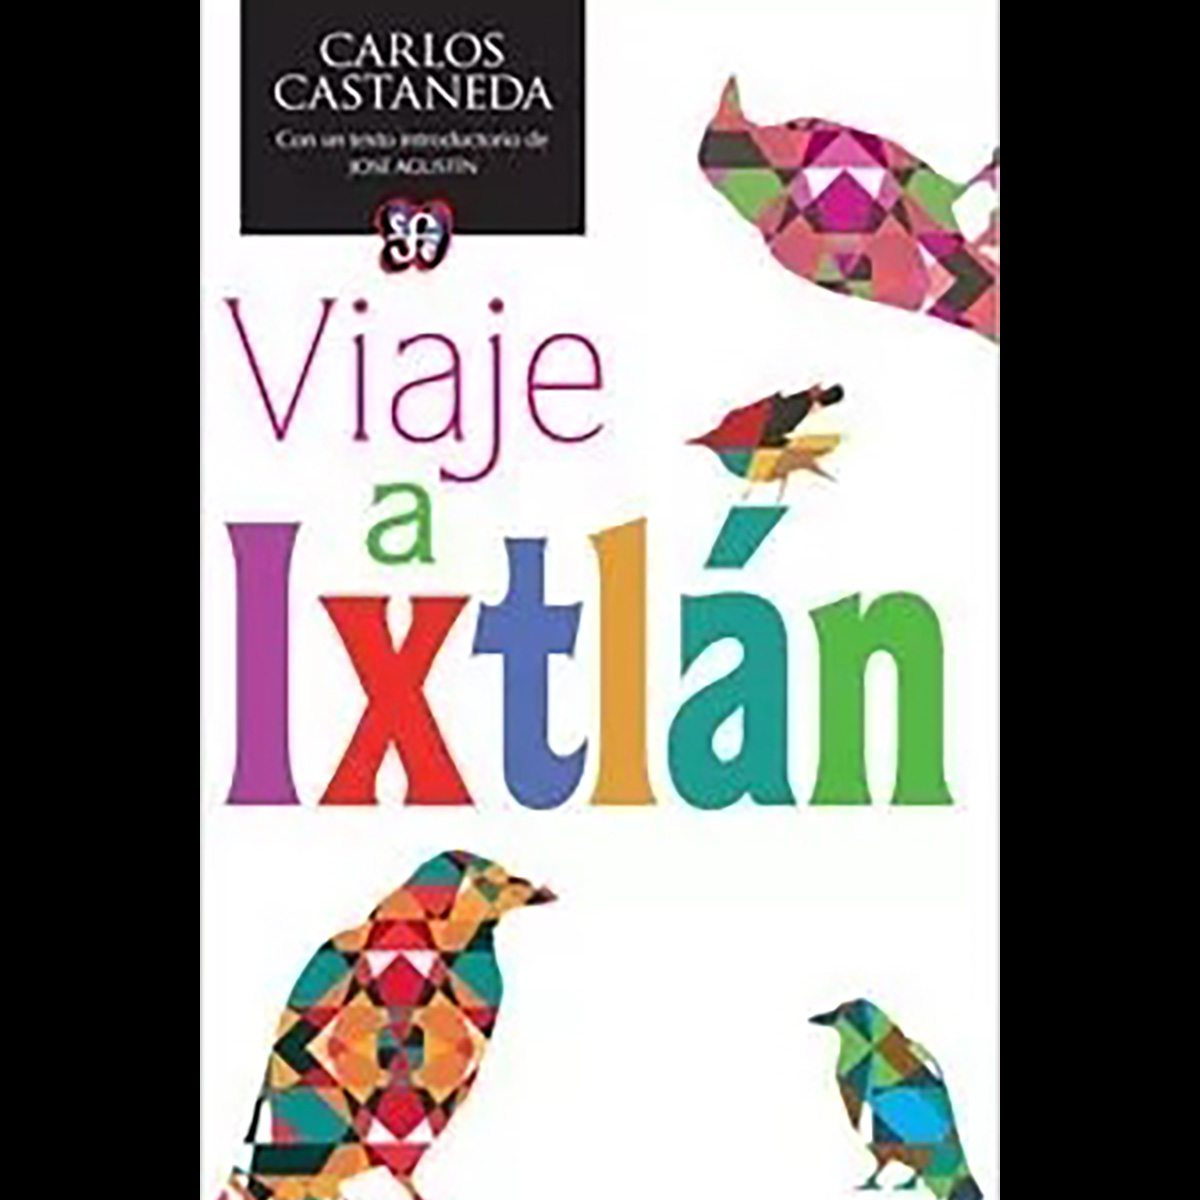 CARLOS
CASTANEDA
Con un texto introductorio de
JOSÉ AGUSTÍN
Viaje
a
Ixtlán